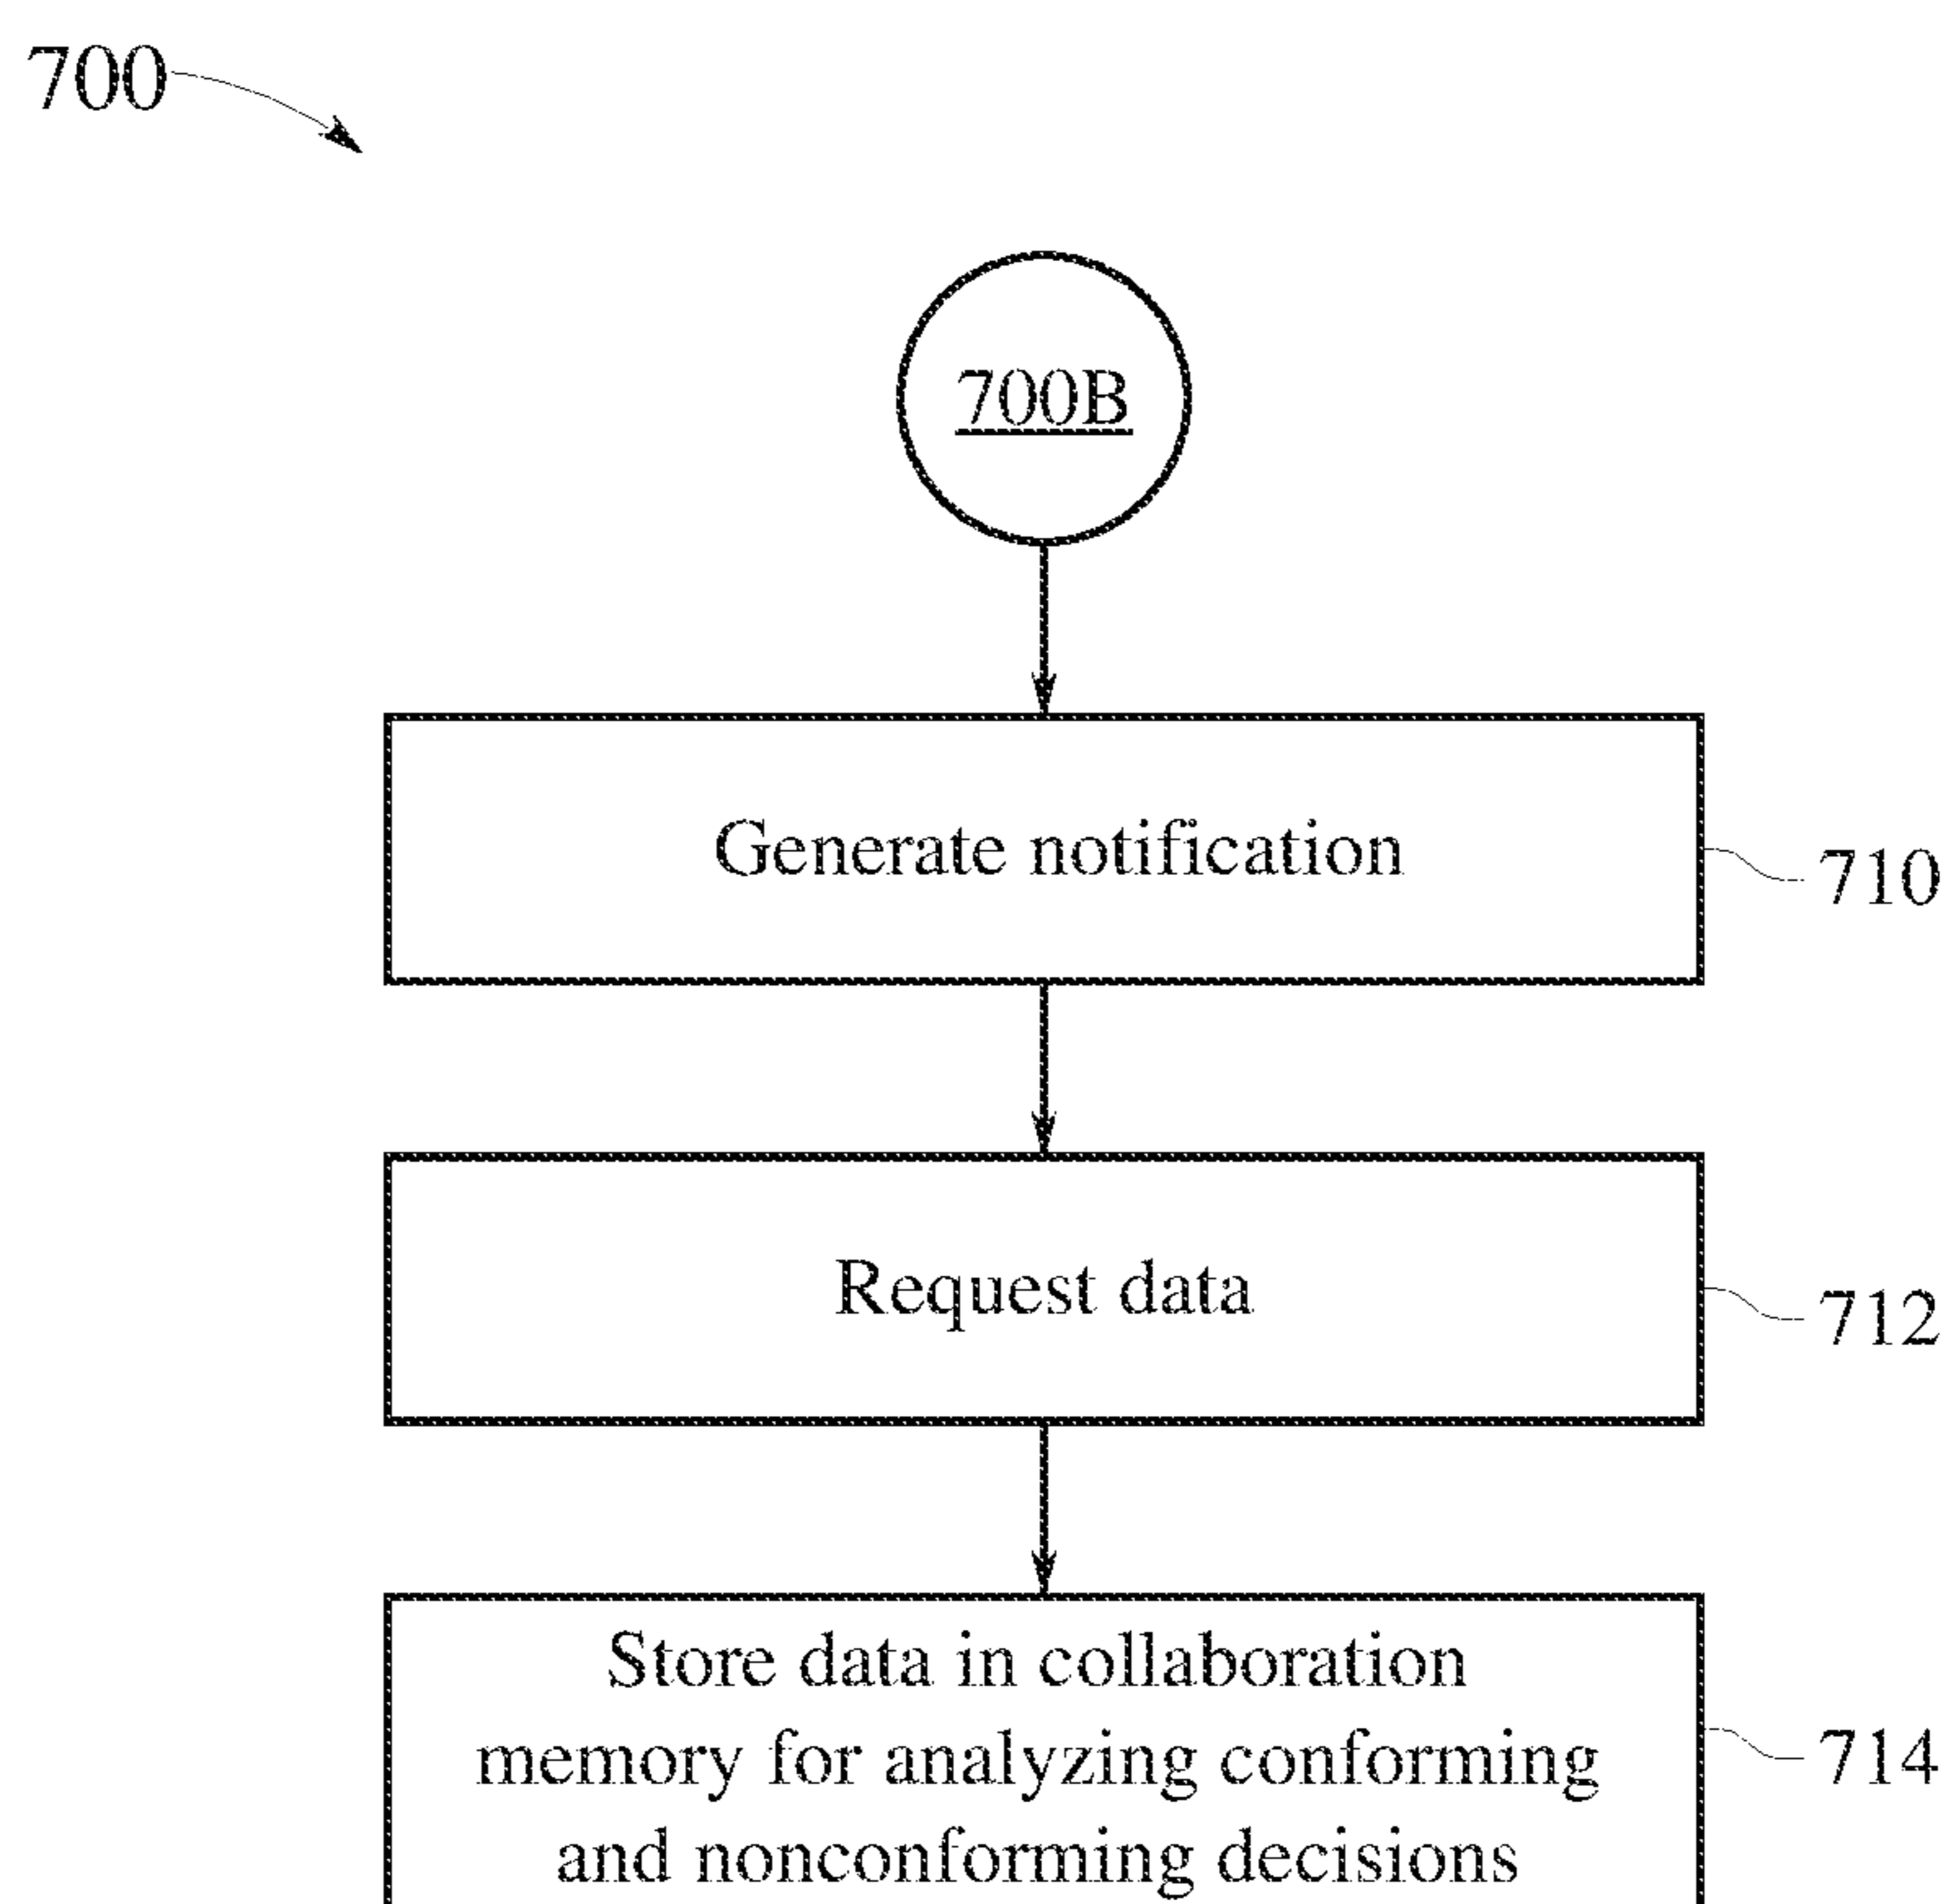 700
700B
Generate notification
710
Request data
712
Store data in collaboration
memory for analyzing conforming
and nonconforming decisions
714